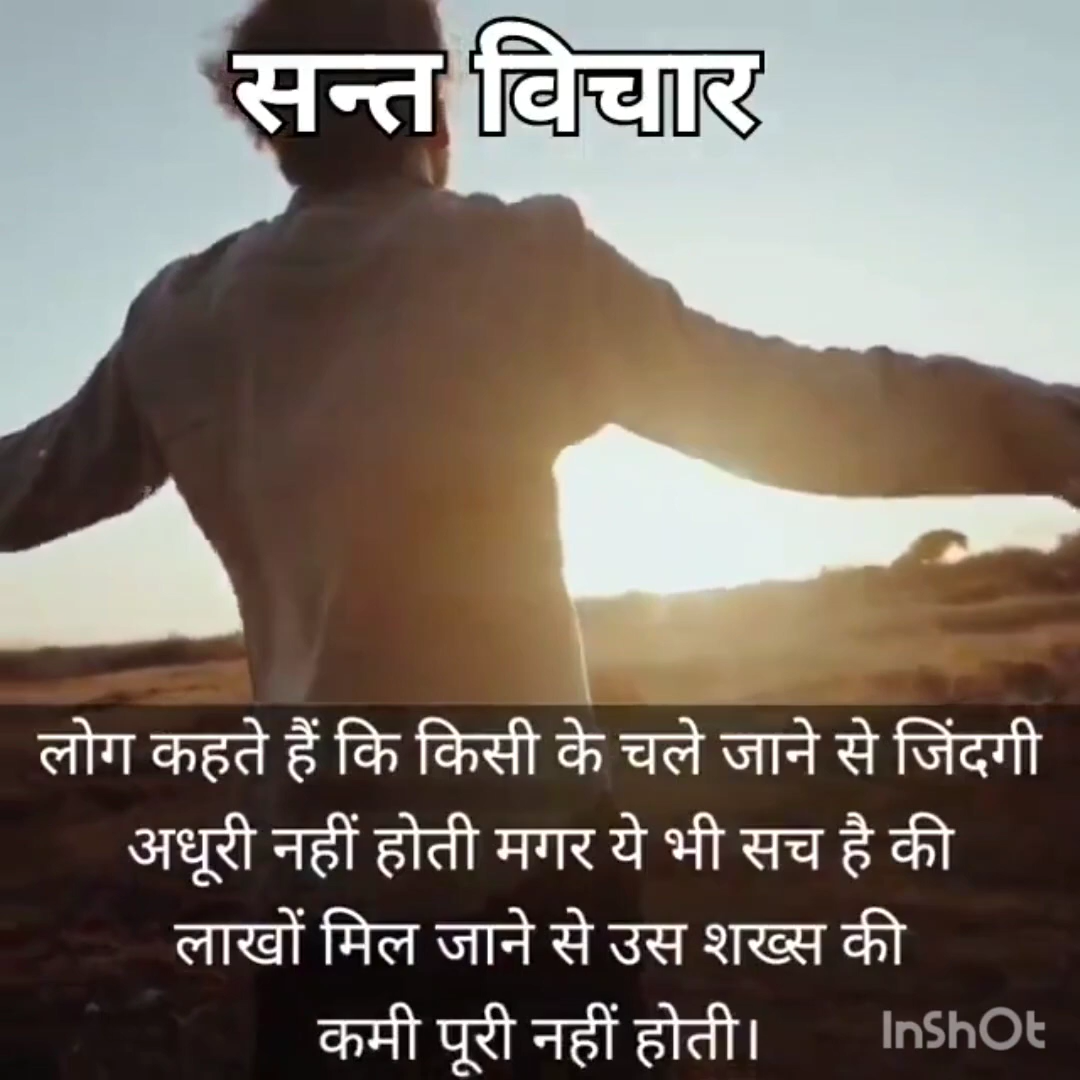 सन्त विचार
लोग कहते हैं कि किसी के चले जाने से जिंदगी
अधूरी नहीं होती मगर ये भी सच है की
लाखों मिल जाने से उस शख्स की
कमी पूरी नहीं होती।
InShOt